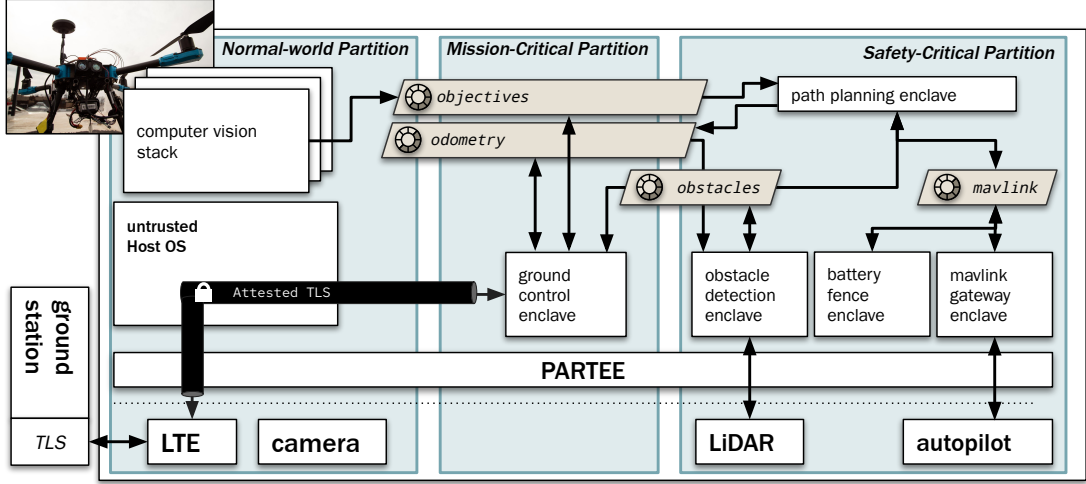 Normal-world Partition
Mission-Critical Partition
Safety-Critical Partition
objectives
path planning enclave
computer vision
stack
odometry
obstacles
mavlink
untrusted
Host OS
Attested TLS
ground
control
enclave
obstacle
detection
enclave
battery
fence
enclave
mavlink
gateway
enclave
ground
station
PARTEE
TLS
LTE
camera
LiDAR
autopilot